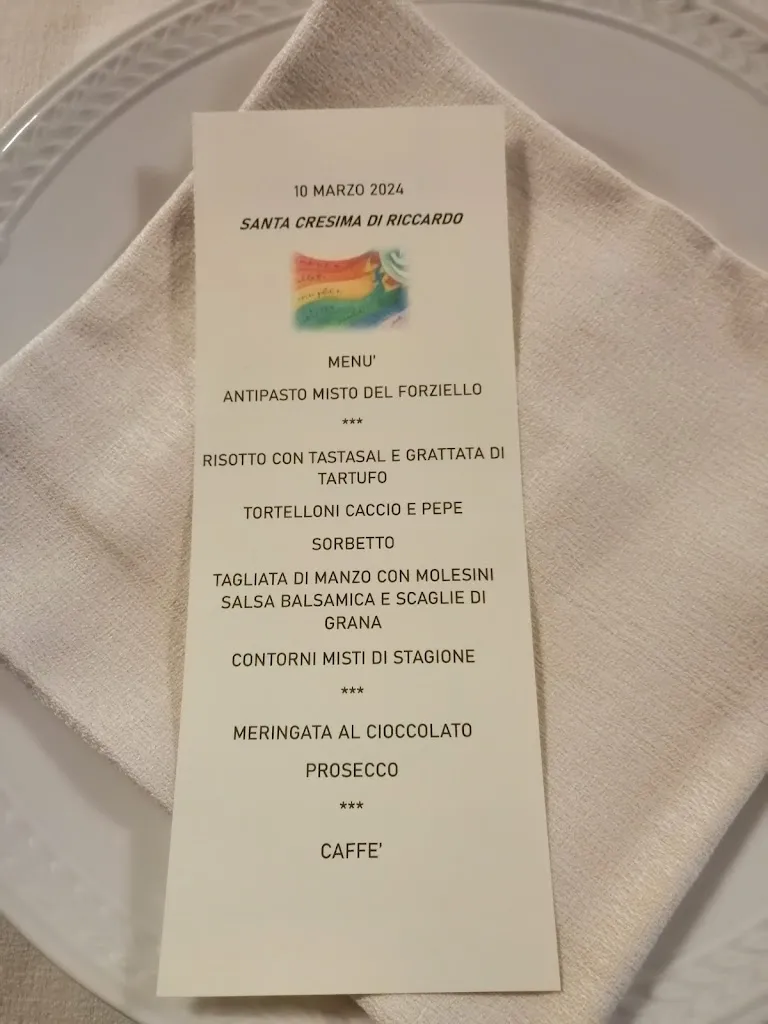 10 MARZO 2024
SANTA CRESIMA DI RICCARDO
MENU'
ANTIPASTO MISTO DEL FORZIELLO
***
RISOTTO CON TASTASAL E GRATTATA DI
TARTUFO
TORTELLONI CACCIO E PEPE
SORBETTO
TAGLIATA DI MANZO CON MOLESINI
SALSA BALSAMICA E SCAGLIE DI
GRANA
CONTORNI MISTI DI STAGIONE
***
MERINGATA AL CIOCCOLATO
PROSECCO
***
CAFFE'